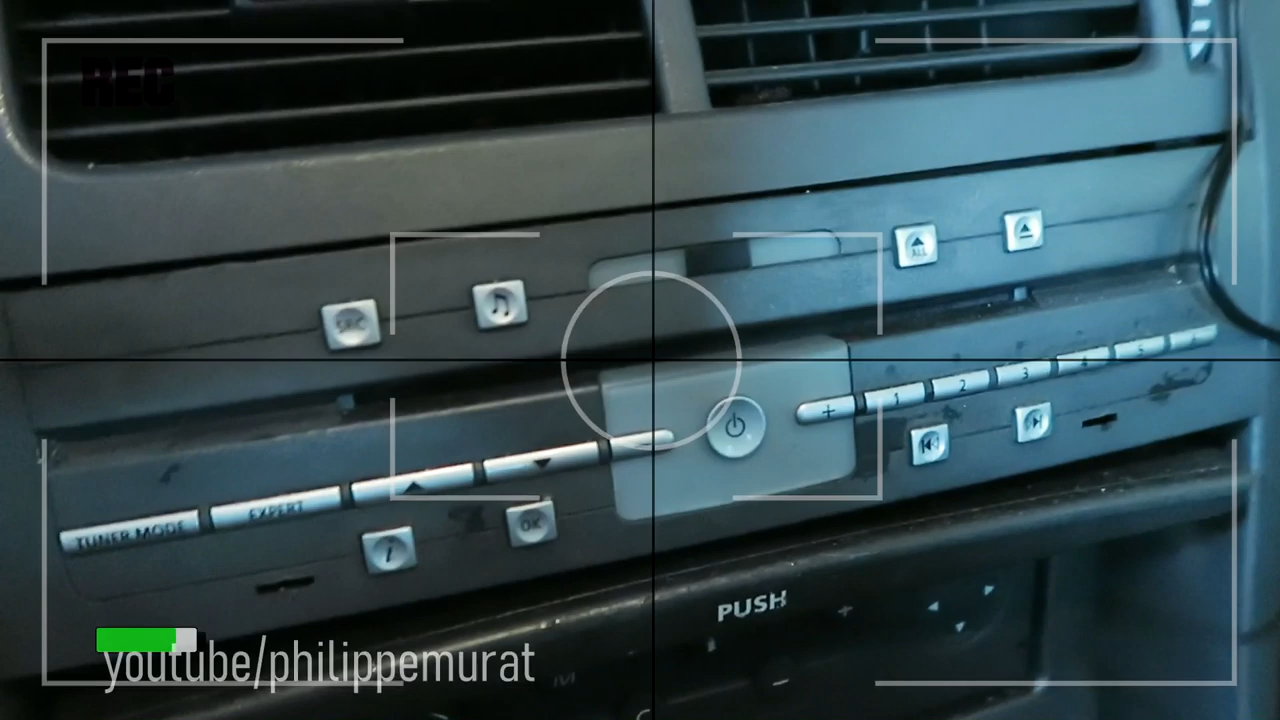 REC
SRC
ALL
+ 1 2 3 4 5 6
TUNER MODE EXPERT
i OK
PUSH
+
-
youtube/philippemurat